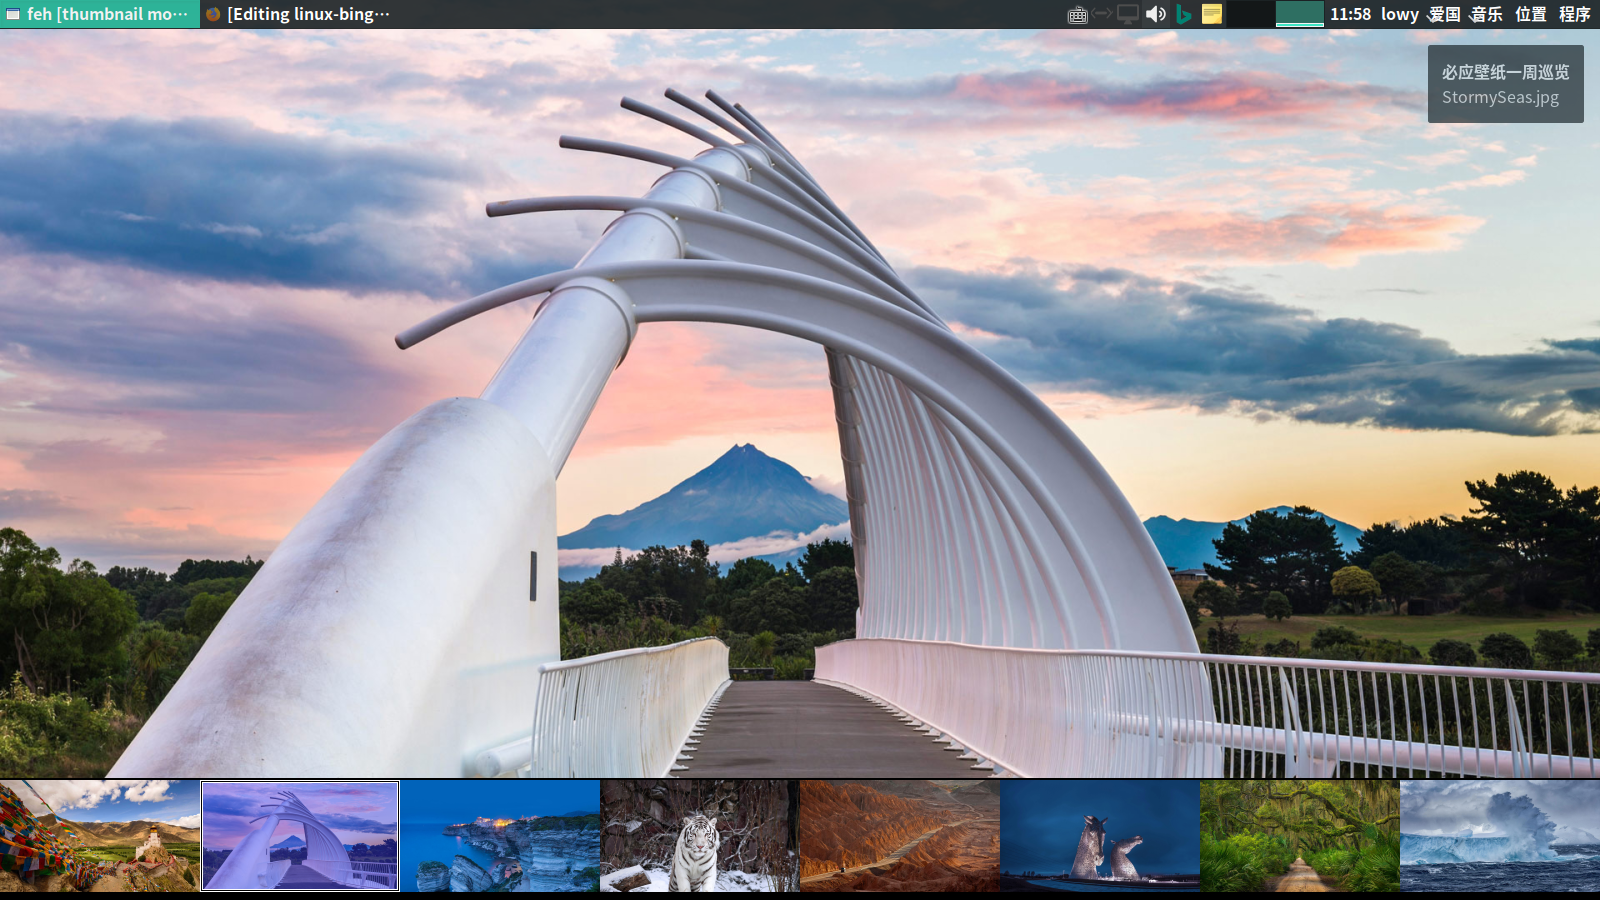 feh [thumbnail mo···
[Editing linux-bing···
11:58 lowy 爱国 音乐 位置 程序
必应壁纸一周巡览
StormySeas.jpg